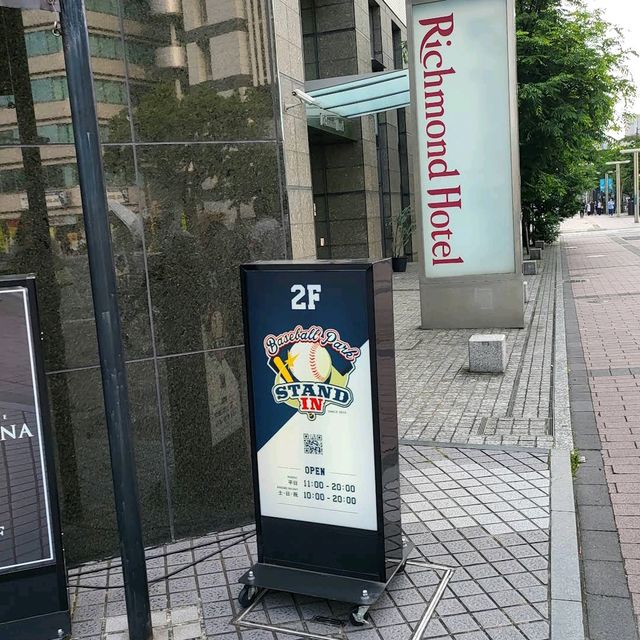 Richmond Hotel
2F
Baseball Park
STAND
IN
OPEN
平日 11:00 - 20:00
土・日・祝 10:00 - 20:00
NA
F